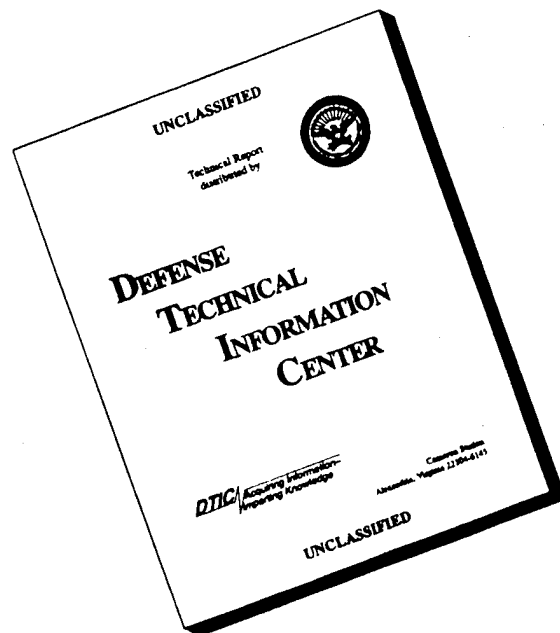 UNCLASSIFIED
Technical Report
distributed by
DEFENSE
TECHNICAL
INFORMATION
CENTER
DTIC
Acquiring Information–
Imparting Knowledge
Cameron Station
Alexandria, Virginia 22304-6145
UNCLASSIFIED